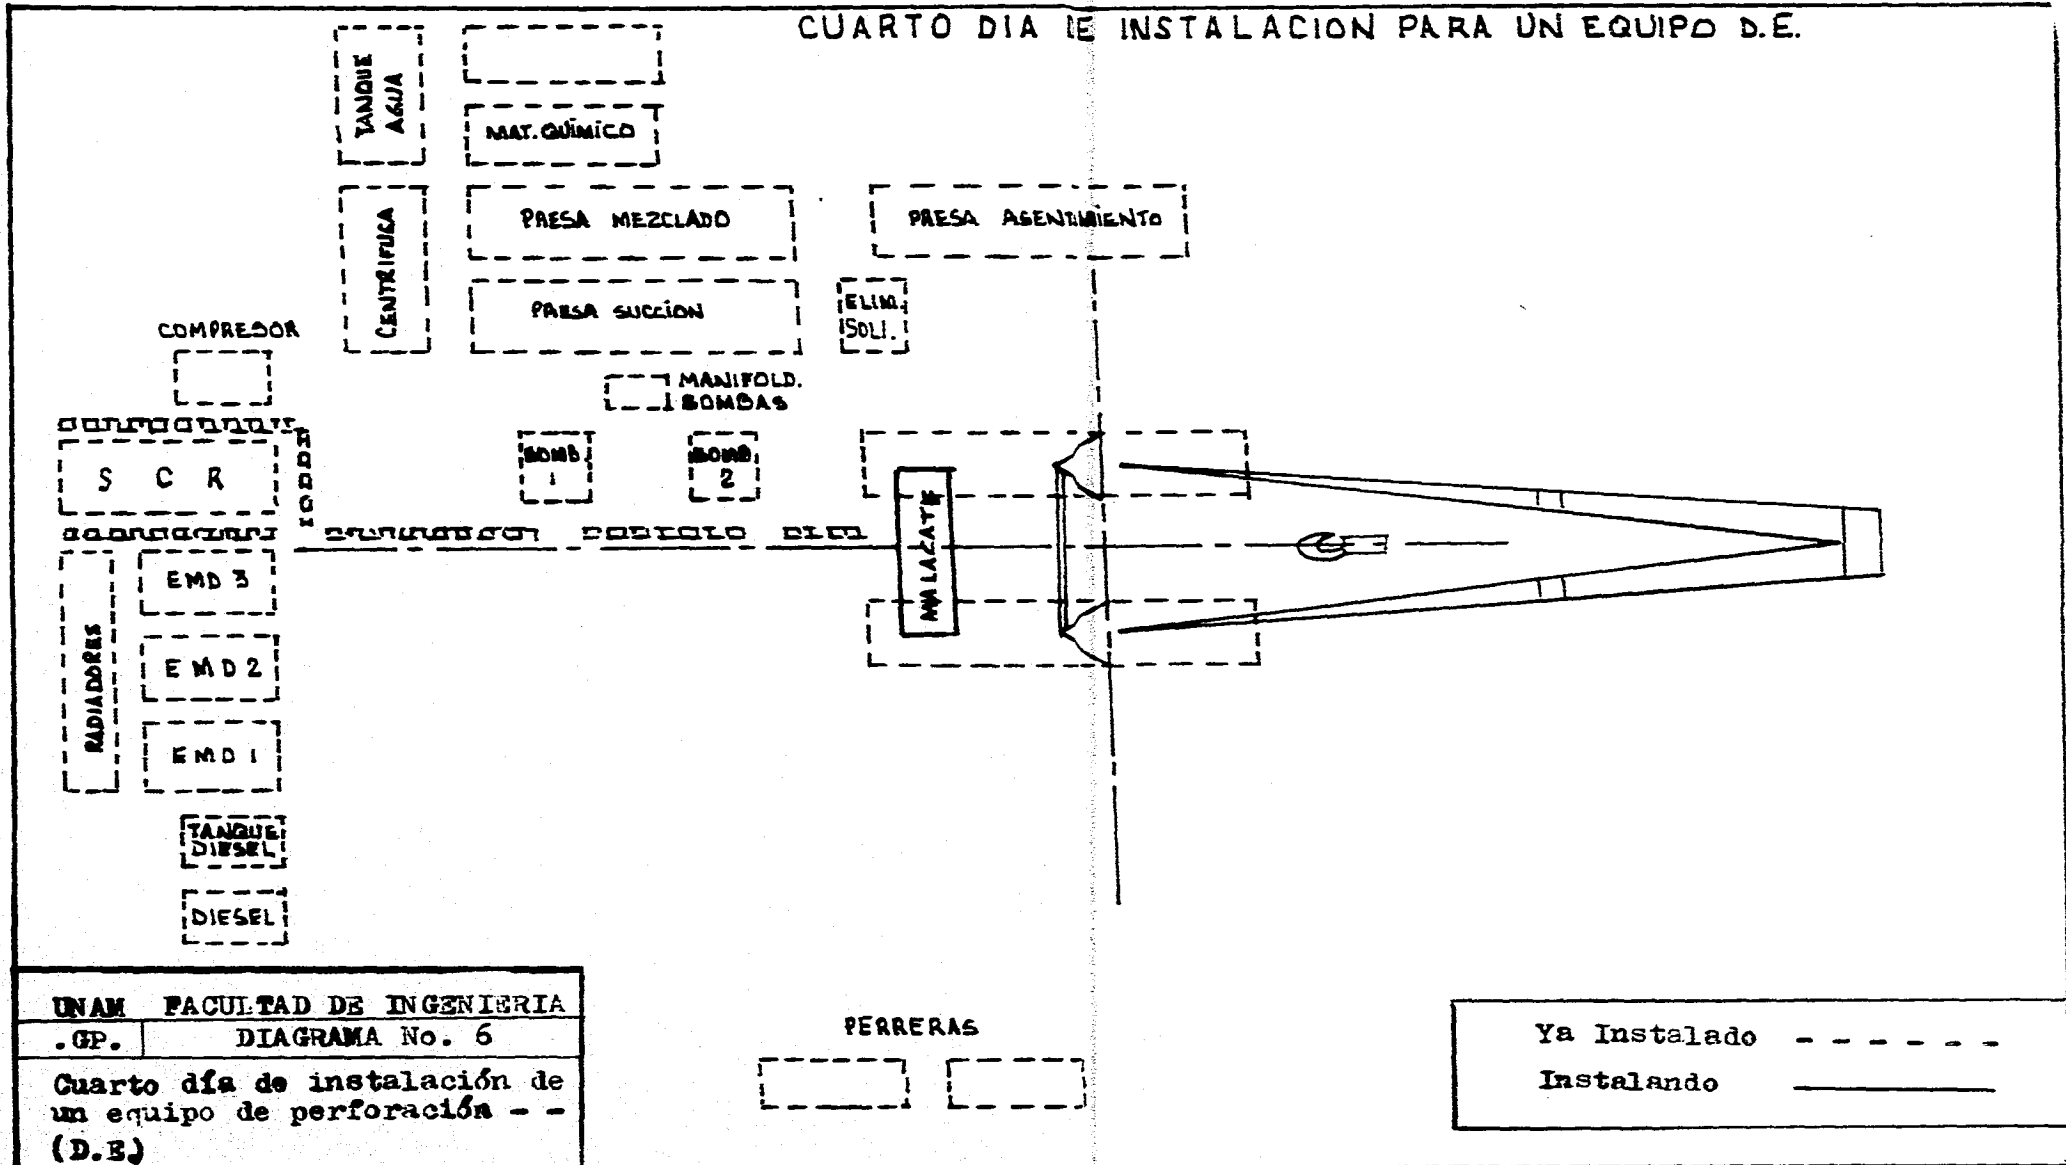 CUARTO DIA DE INSTALACION PARA UN EQUIPO D.E.
TANQUE
AGUA
MAT. QUÍMICO
CENTRIFUGA
PRESA MEZCLADO
PRESA ASENTAMIENTO
PRESA SUCCIÓN
ELIM.
SOLI.
COMPRESOR
MANIFOLD.
BOMBAS
S C R
BOMB.
1
BOMB.
2
MALACATE
RADIADORES
EMD 3
EMD 2
EMD 1
TANQUE
DIESEL
DIESEL
UNAM FACULTAD DE INGENIERIA
.GP. DIAGRAMA No. 6
Cuarto día de instalación de
un equipo de perforación - -
(D.E.)
PERRERAS
Ya Instalado - - - - - -
Instalando